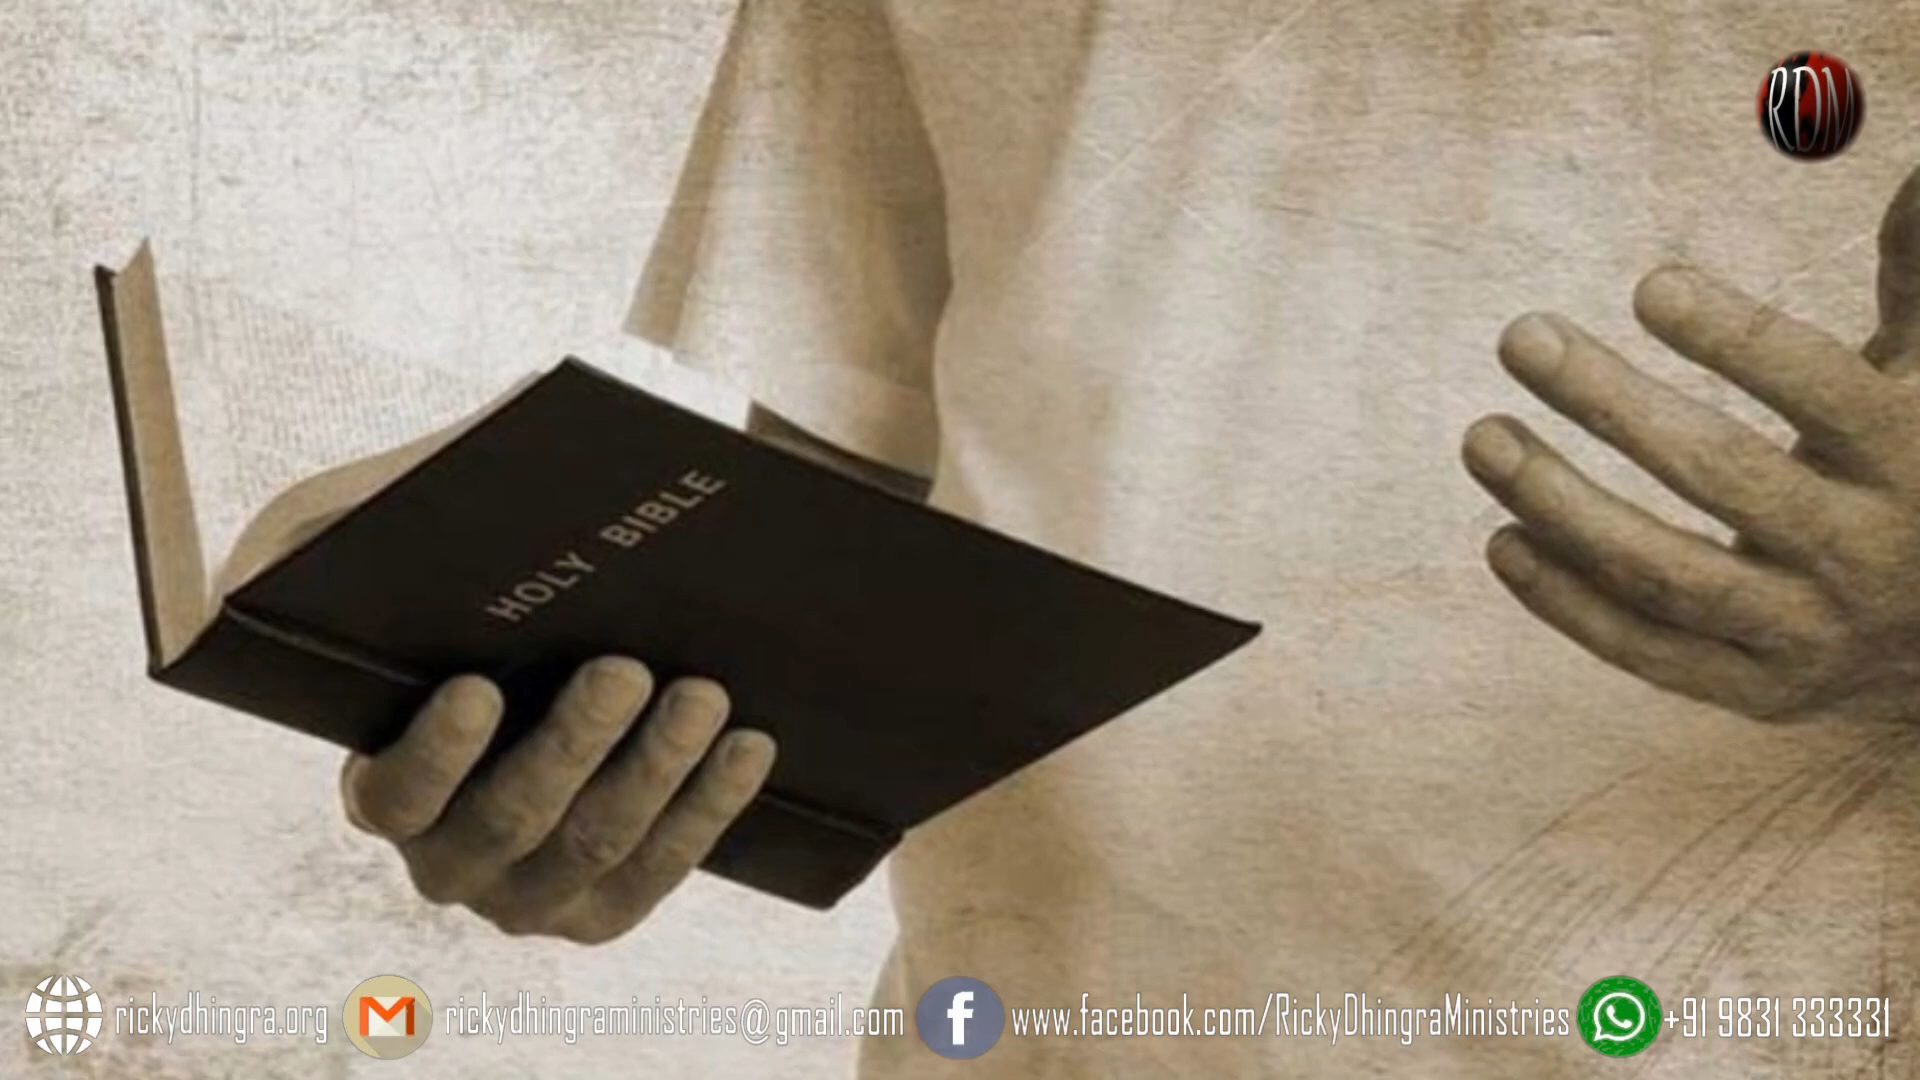 RDM
HOLY BIBLE
rickydhingra.org rickydhingraministries@gmail.com www.facebook.com/RickyDhingraMinistries +91 9831 333331